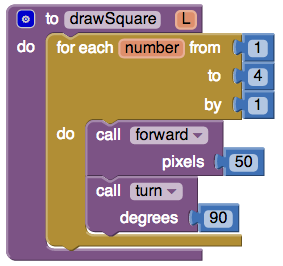 to drawSquare L
do for each number from 1
to 4
by 1
do call forward
pixels 50
call turn
degrees 90